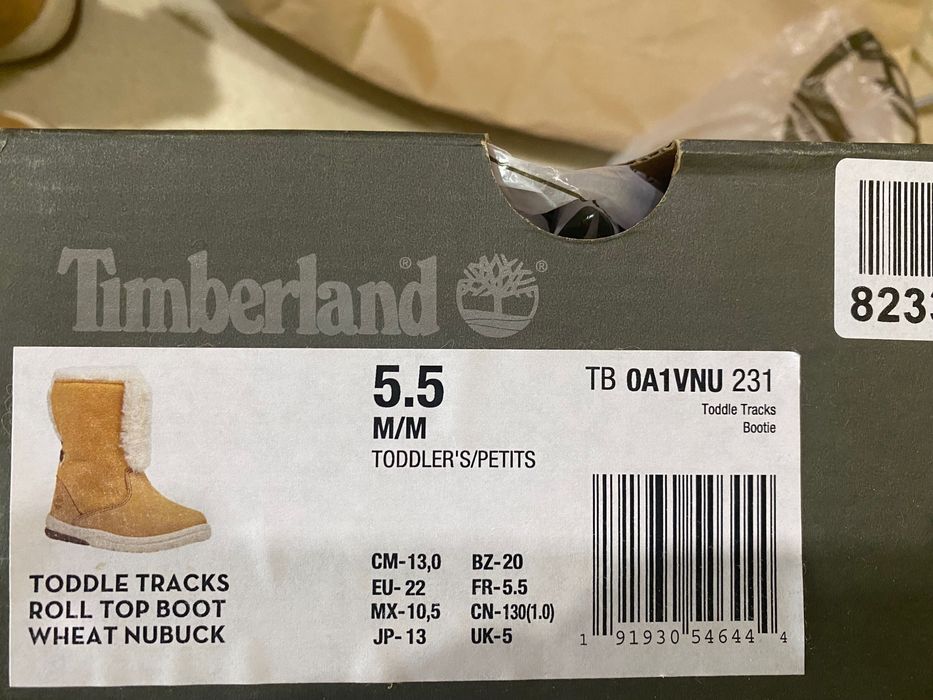 Timberland® ®
8233
5.5
M/M
TODDLER'S/PETITS
TB 0A1VNU 231
Toddle Tracks
Bootie
CM-13,0 BZ-20
EU- 22 FR-5.5
MX-10,5 CN-130(1.0)
JP- 13 UK-5
TODDLE TRACKS
ROLL TOP BOOT
WHEAT NUBUCK
1 91930 54644 4